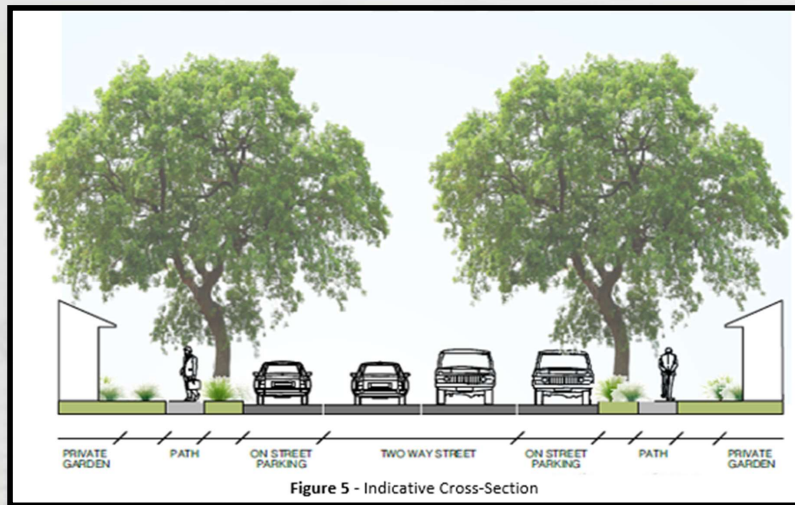 PRIVATE
GARDEN
PATH
ON STREET
PARKING
TWO WAY STREET
ON STREET
PARKING
PATH
PRIVATE
GARDEN
Figure 5 - Indicative Cross-Section